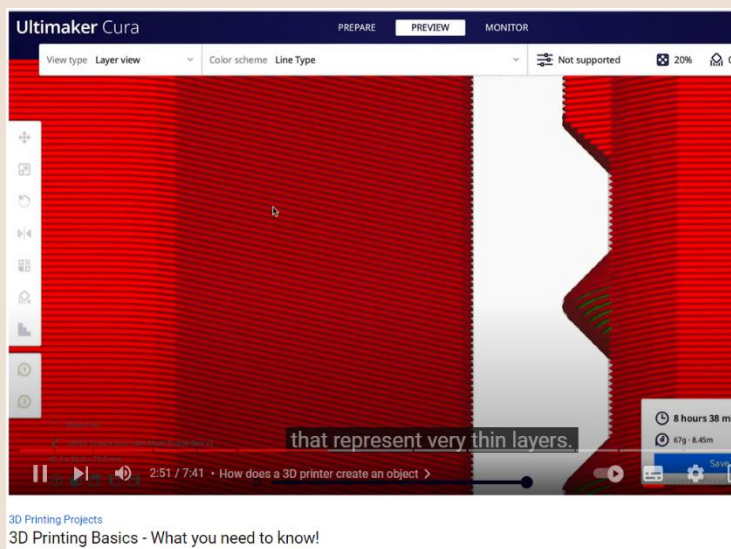 Ultimaker Cura
PREPARE
PREVIEW
MONITOR
View type Layer view
Color scheme Line Type
Not supported
20%
8 hours 38 m
67g · 8.45m
Save
that represent very thin layers.
2:51 / 7:41 • How does a 3D printer create an object >
3D Printing Projects
3D Printing Basics - What you need to know!